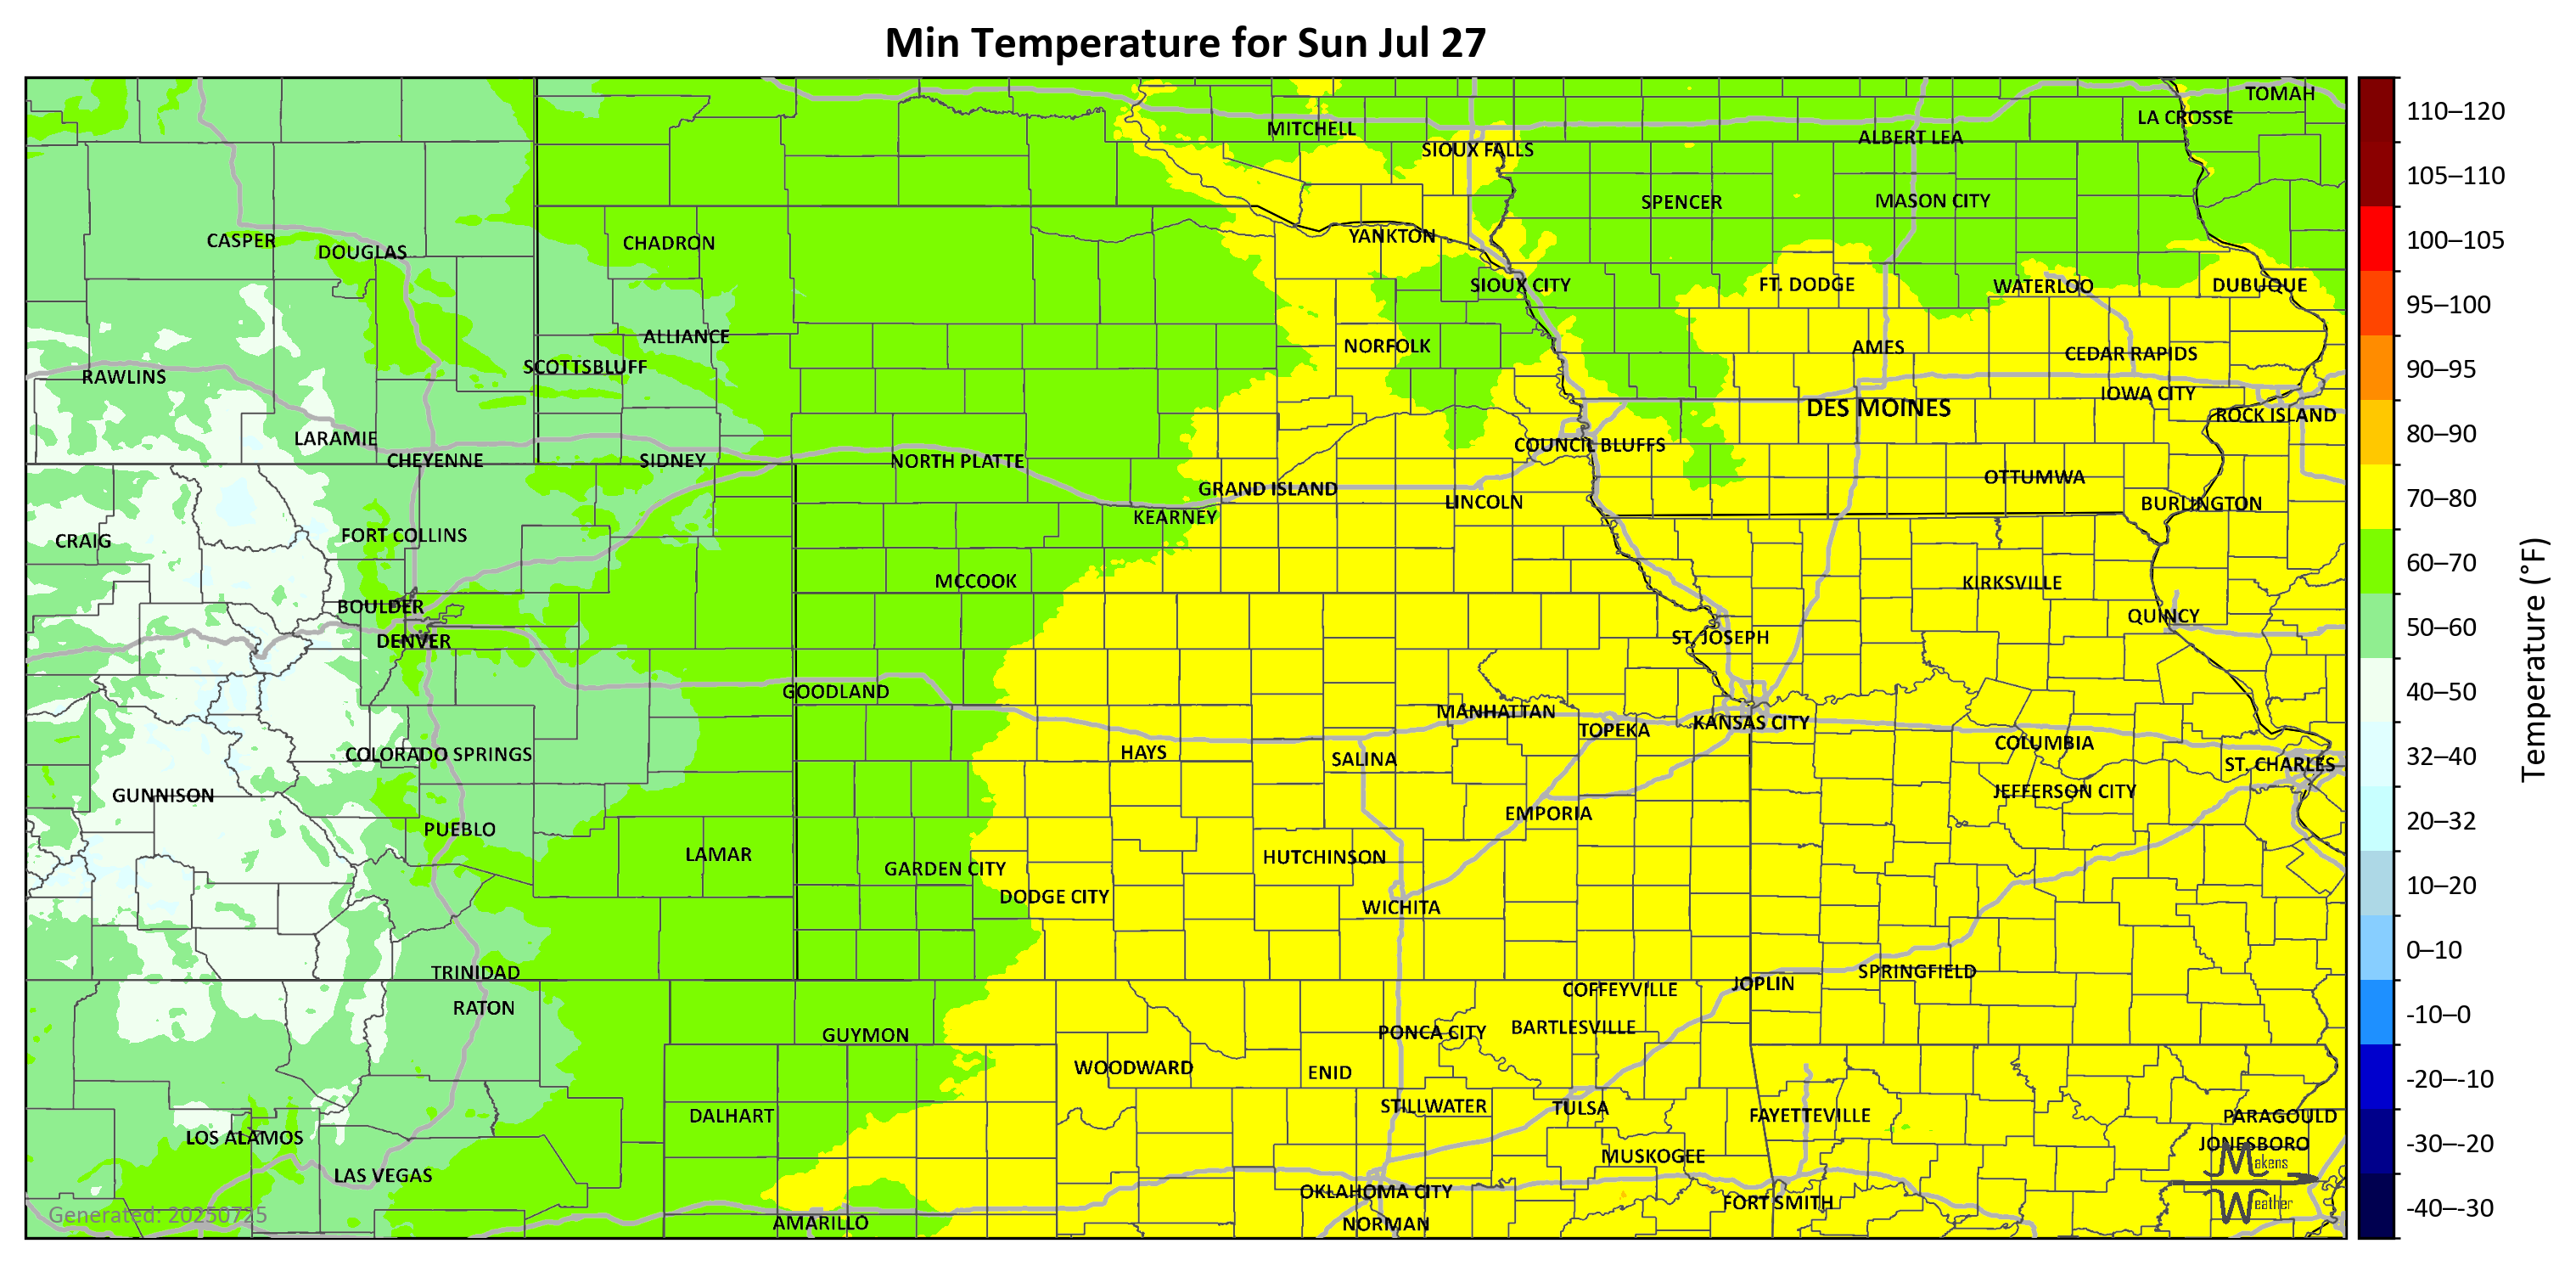 Min Temperature for Sun Jul 27
TOMAH
LA CROSSE
MITCHELL
ALBERT LEA
SIOUX FALLS
SPENCER
MASON CITY
YANKTON
CASPER
DOUGLAS
CHADRON
SIOUX CITY
FT. DODGE
WATERLOO
DUBUQUE
ALLIANCE
NORFOLK
AMES
CEDAR RAPIDS
SCOTTSBLUFF
RAWLINS
IOWA CITY
DES MOINES
ROCK ISLAND
LARAMIE
COUNCIL BLUFFS
CHEYENNE
SIDNEY
NORTH PLATTE
OTTUMWA
GRAND ISLAND
LINCOLN
BURLINGTON
KEARNEY
CRAIG
FORT COLLINS
MCCOOK
KIRKSVILLE
BOULDER
QUINCY
DENVER
ST. JOSEPH
GOODLAND
MANHATTAN
TOPEKA
KANSAS CITY
COLUMBIA
COLORADO SPRINGS
HAYS
SALINA
ST. CHARLES
GUNNISON
JEFFERSON CITY
EMPORIA
PUEBLO
LAMAR
HUTCHINSON
GARDEN CITY
DODGE CITY
WICHITA
TRINIDAD
SPRINGFIELD
JOPLIN
COFFEYVILLE
RATON
GUYMON
PONCA CITY
BARTLESVILLE
WOODWARD
ENID
STILLWATER
TULSA
DALHART
FAYETTEVILLE
PARAGOULD
LOS ALAMOS
JONESBORO
MUSKOGEE
LAS VEGAS
OKLAHOMA CITY
FORT SMITH
AMARILLO
NORMAN
Generated: 20250725
Makens
Weather
110–120
105–110
100–105
95–100
90–95
80–90
70–80
60–70
50–60
40–50
32–40
20–32
10–20
0–10
-10–0
-20–-10
-30–-20
-40–-30
Temperature (°F)